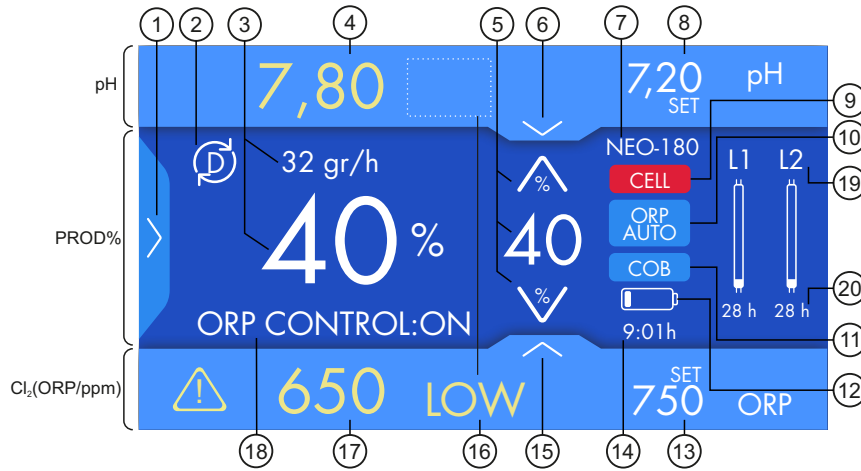 1 2 3 4 5 6 7 8
pH 7,80 7,20 pH
SET
9
NEO-180
10
D 32 gr/h % CELL L1 L2
19
PROD% 40 % 40 ORP
AUTO
COB
% 28 h 28 h 20
ORP CONTROL:ON 9:01h
11
Cl₂(ORP/ppm) ! 650 LOW SET
750 ORP
12
18 17 16 15 14 13